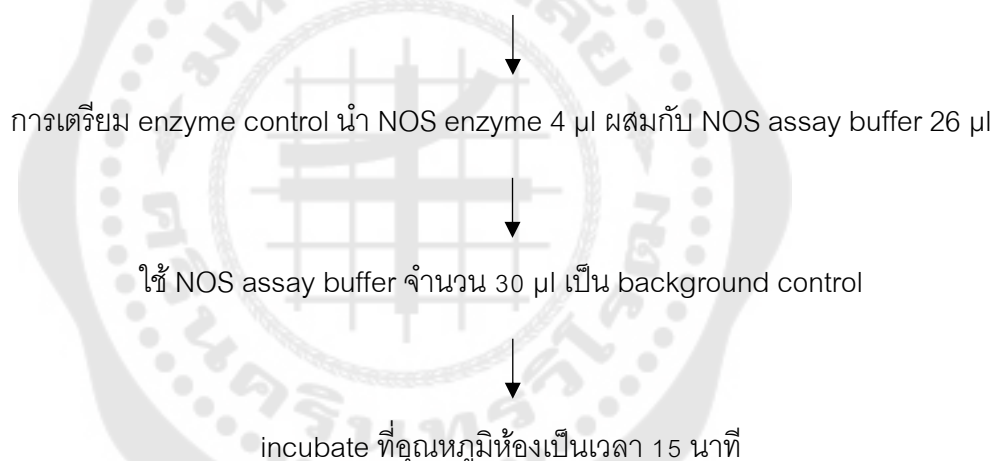 การเตรียม enzyme control นำ NOS enzyme 4 µl ผสมกับ NOS assay buffer 26 µl
ใช้ NOS assay buffer จำนวน 30 µl เป็น background control
incubate ที่อุณหภูมิห้องเป็นเวลา 15 นาที